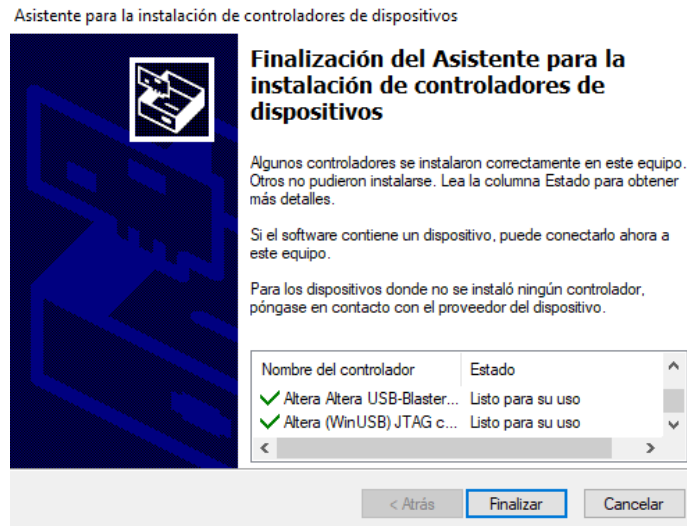 Asistente para la instalación de controladores de dispositivos
Finalización del Asistente para la
instalación de controladores de
dispositivos
Algunos controladores se instalaron correctamente en este equipo.
Otros no pudieron instalarse. Lea la columna Estado para obtener
más detalles.
Si el software contiene un dispositivo, puede conectarlo ahora a
este equipo.
Para los dispositivos donde no se instaló ningún controlador,
póngase en contacto con el proveedor del dispositivo.
Nombre del controlador Estado
Altera Altera USB-Blaster... Listo para su uso
Altera (WinUSB) JTAG c... Listo para su uso
< Atrás Finalizar Cancelar